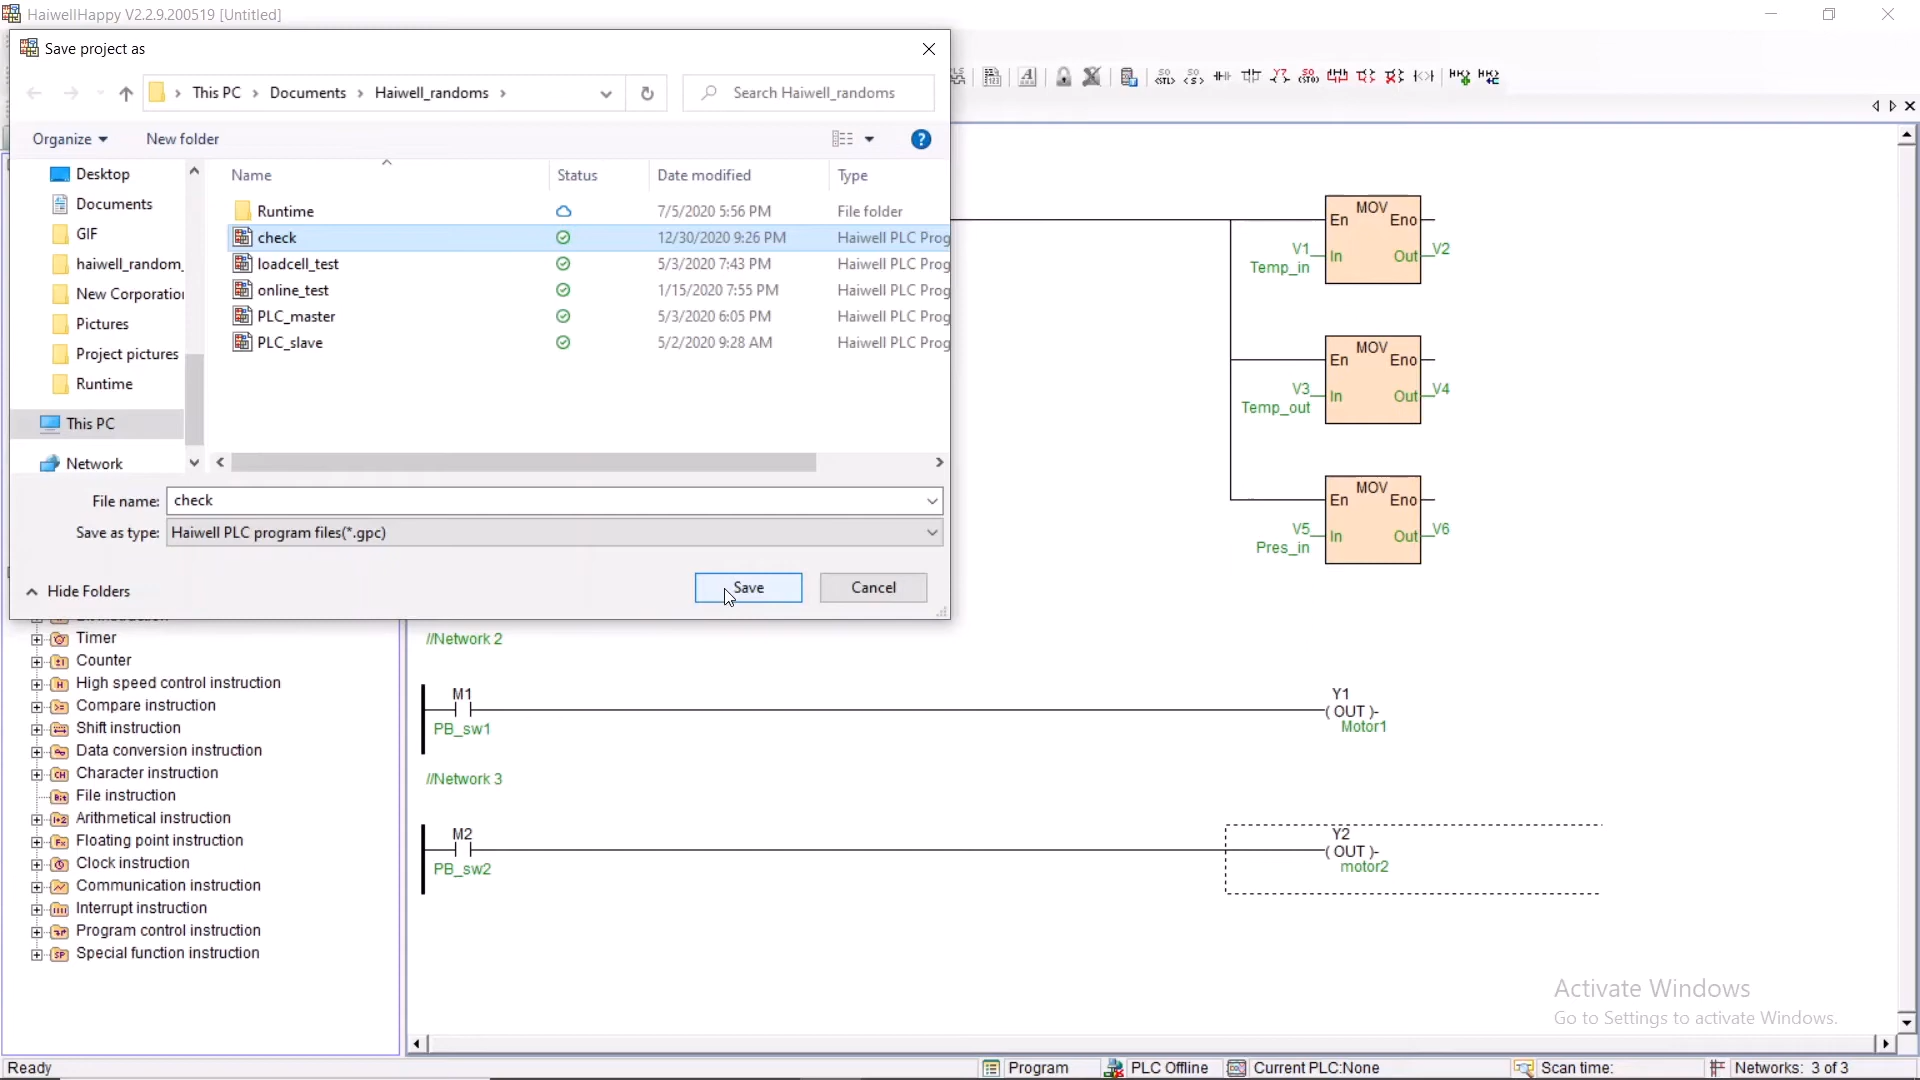 HaiwellHappy V2.2.9.200519 [Untitled]
Save project as
This PC > Documents > Haiwell_randoms >
Search Haiwell_randoms
Organize
New folder
Name
Status
Date modified
Type
Desktop
Documents
GIF
haiwell_random_
New Corporation
Pictures
Project pictures
Runtime
This PC
Network
Runtime 7/5/2020 5:56 PM File folder
check 12/30/2020 9:26 PM Haiwell PLC Prog
loadcell_test 5/3/2020 7:43 PM Haiwell PLC Prog
online_test 1/15/2020 7:55 PM Haiwell PLC Prog
PLC_master 5/3/2020 6:05 PM Haiwell PLC Prog
PLC_slave 5/2/2020 9:28 AM Haiwell PLC Prog
File name: check
Save as type: Haiwell PLC program files(*.gpc)
Hide Folders
Save
Cancel
MOV
En Eno
V1 In Out V2
Temp_in
MOV
En Eno
V3 In Out V4
Temp_out
MOV
En Eno
V5 In Out V6
Pres_in
Timer
Counter
High speed control instruction
Compare instruction
Shift instruction
Data conversion instruction
Character instruction
File instruction
Arithmetical instruction
Floating point instruction
Clock instruction
Communication instruction
Interrupt instruction
Program control instruction
Special function instruction
//Network 2
M1 Y1
( OUT )-
PB_sw1 Motor1
//Network 3
M2 Y2
( OUT )-
PB_sw2 motor2
Activate Windows
Go to Settings to activate Windows.
Ready
Program
PLC Offline
Current PLC:None
Scan time:
Networks: 3 of 3